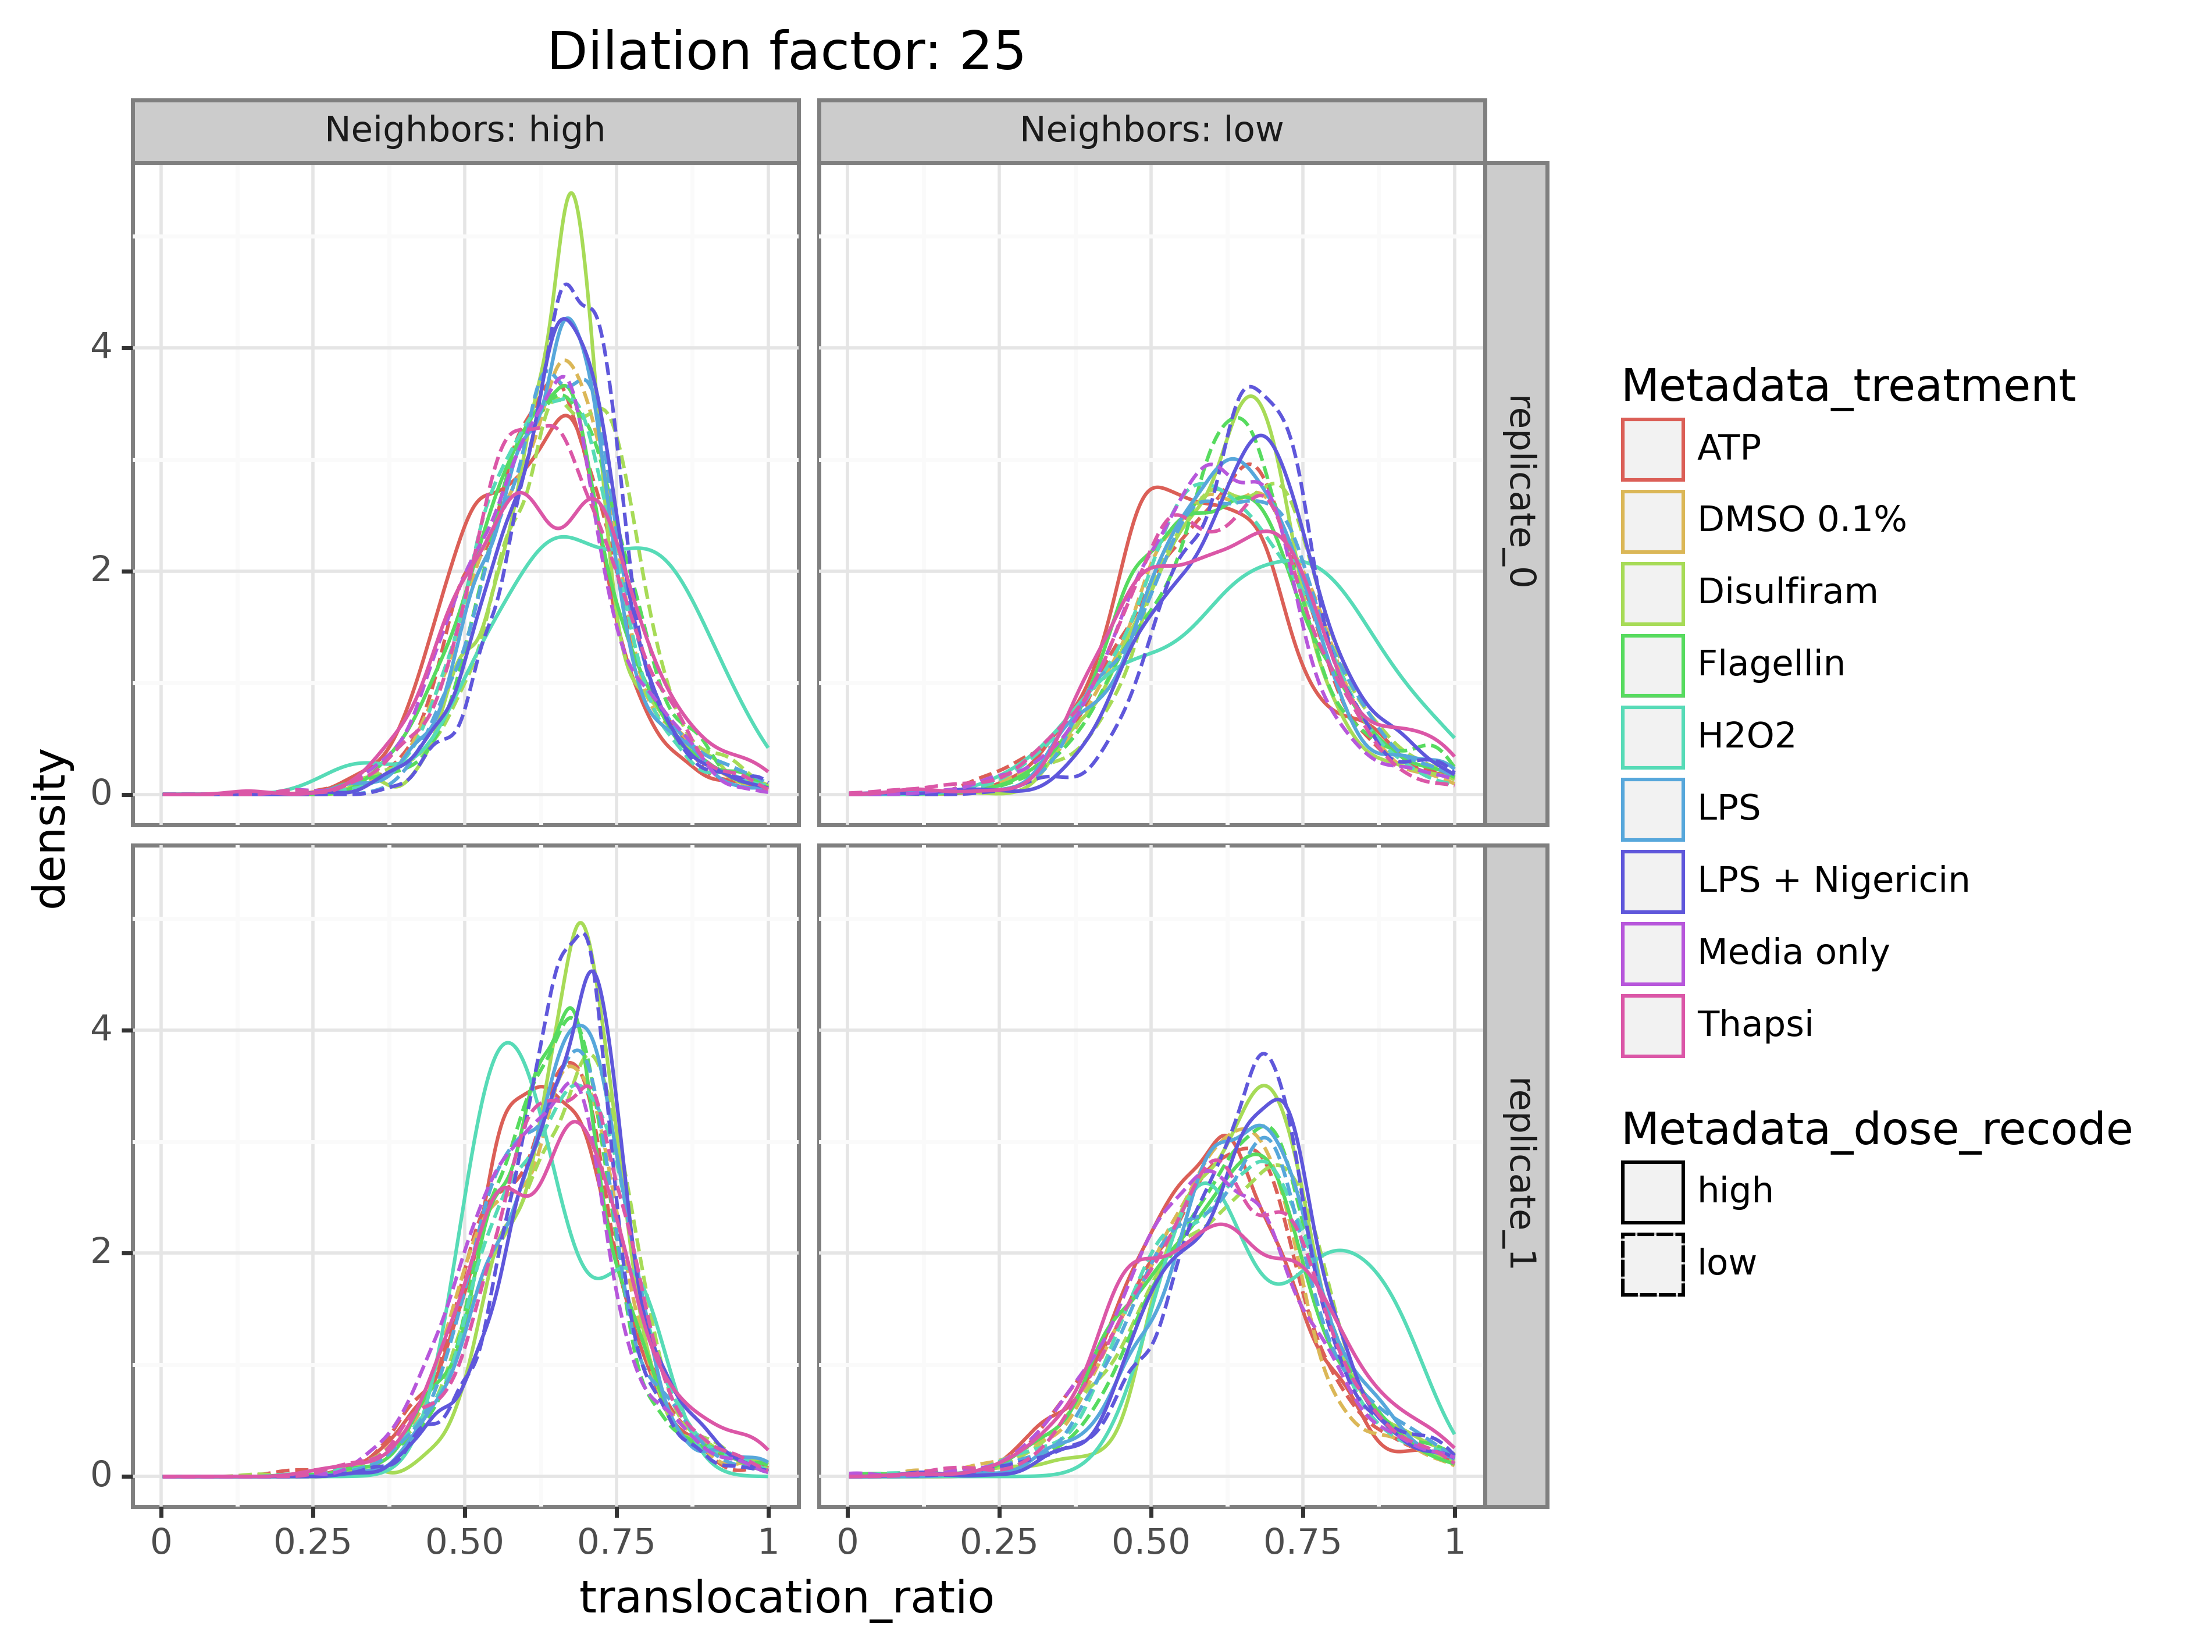 Dilation factor: 25
Neighbors: high
Neighbors: low
replicate_0
replicate_1
density
4
2
0
4
2
0
0
0.25
0.50
0.75
1
0
0.25
0.50
0.75
1
translocation_ratio
Metadata_treatment
ATP
DMSO 0.1%
Disulfiram
Flagellin
H2O2
LPS
LPS + Nigericin
Media only
Thapsi
Metadata_dose_recode
high
low